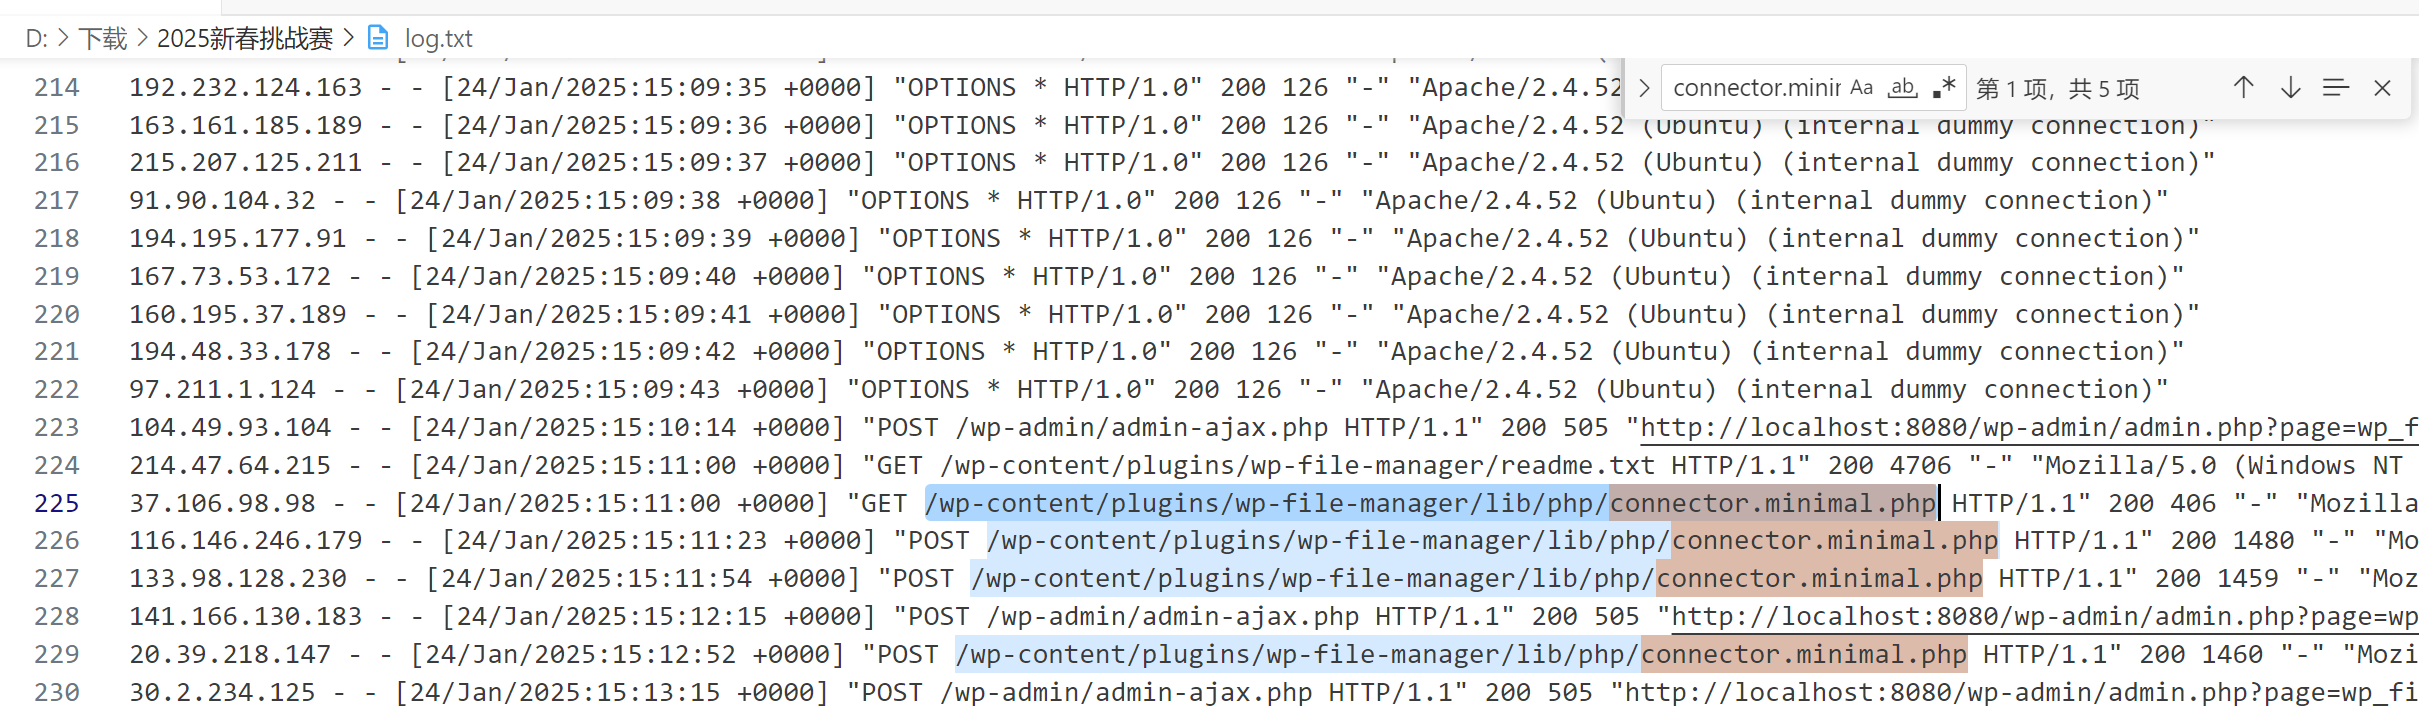 D: > 下载 > 2025新春挑战赛 > log.txt
connector.minir Aa ab .* 第 1 项，共 5 项
214 192.232.124.163 - - [24/Jan/2025:15:09:35 +0000] "OPTIONS * HTTP/1.0" 200 126 "-" "Apache/2.4.52
215 163.161.185.189 - - [24/Jan/2025:15:09:36 +0000] "OPTIONS * HTTP/1.0" 200 126 "-" "Apache/2.4.52 (Ubuntu) (internal dummy connection)"
216 215.207.125.211 - - [24/Jan/2025:15:09:37 +0000] "OPTIONS * HTTP/1.0" 200 126 "-" "Apache/2.4.52 (Ubuntu) (internal dummy connection)"
217 91.90.104.32 - - [24/Jan/2025:15:09:38 +0000] "OPTIONS * HTTP/1.0" 200 126 "-" "Apache/2.4.52 (Ubuntu) (internal dummy connection)"
218 194.195.177.91 - - [24/Jan/2025:15:09:39 +0000] "OPTIONS * HTTP/1.0" 200 126 "-" "Apache/2.4.52 (Ubuntu) (internal dummy connection)"
219 167.73.53.172 - - [24/Jan/2025:15:09:40 +0000] "OPTIONS * HTTP/1.0" 200 126 "-" "Apache/2.4.52 (Ubuntu) (internal dummy connection)"
220 160.195.37.189 - - [24/Jan/2025:15:09:41 +0000] "OPTIONS * HTTP/1.0" 200 126 "-" "Apache/2.4.52 (Ubuntu) (internal dummy connection)"
221 194.48.33.178 - - [24/Jan/2025:15:09:42 +0000] "OPTIONS * HTTP/1.0" 200 126 "-" "Apache/2.4.52 (Ubuntu) (internal dummy connection)"
222 97.211.1.124 - - [24/Jan/2025:15:09:43 +0000] "OPTIONS * HTTP/1.0" 200 126 "-" "Apache/2.4.52 (Ubuntu) (internal dummy connection)"
223 104.49.93.104 - - [24/Jan/2025:15:10:14 +0000] "POST /wp-admin/admin-ajax.php HTTP/1.1" 200 505 "http://localhost:8080/wp-admin/admin.php?page=wp_f
224 214.47.64.215 - - [24/Jan/2025:15:11:00 +0000] "GET /wp-content/plugins/wp-file-manager/readme.txt HTTP/1.1" 200 4706 "-" "Mozilla/5.0 (Windows NT
225 37.106.98.98 - - [24/Jan/2025:15:11:00 +0000] "GET /wp-content/plugins/wp-file-manager/lib/php/connector.minimal.php HTTP/1.1" 200 406 "-" "Mozilla
226 116.146.246.179 - - [24/Jan/2025:15:11:23 +0000] "POST /wp-content/plugins/wp-file-manager/lib/php/connector.minimal.php HTTP/1.1" 200 1480 "-" "Mo
227 133.98.128.230 - - [24/Jan/2025:15:11:54 +0000] "POST /wp-content/plugins/wp-file-manager/lib/php/connector.minimal.php HTTP/1.1" 200 1459 "-" "Moz
228 141.166.130.183 - - [24/Jan/2025:15:12:15 +0000] "POST /wp-admin/admin-ajax.php HTTP/1.1" 200 505 "http://localhost:8080/wp-admin/admin.php?page=wp
229 20.39.218.147 - - [24/Jan/2025:15:12:52 +0000] "POST /wp-content/plugins/wp-file-manager/lib/php/connector.minimal.php HTTP/1.1" 200 1460 "-" "Mozi
230 30.2.234.125 - - [24/Jan/2025:15:13:15 +0000] "POST /wp-admin/admin-ajax.php HTTP/1.1" 200 505 "http://localhost:8080/wp-admin/admin.php?page=wp_fi